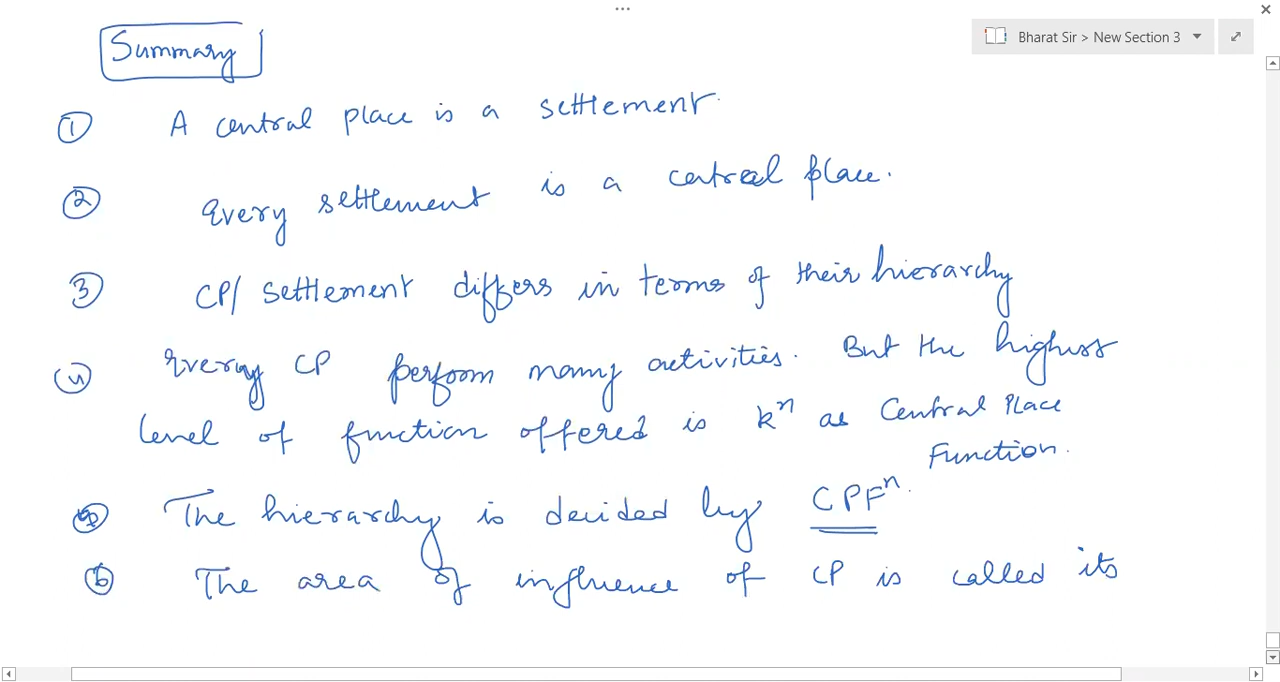 ...
Bharat Sir > New Section 3
Summary
① A central place is a settlement.
② Every settlement is a central place.
③ CP/ settlement differs in terms of their hierarchy
④ Every CP perform many activities. But the highest
level of function offered is kⁿ as Central Place
Function.
⑤ The hierarchy is decided by CPFⁿ.
⑥ The area of influence of CP is called its